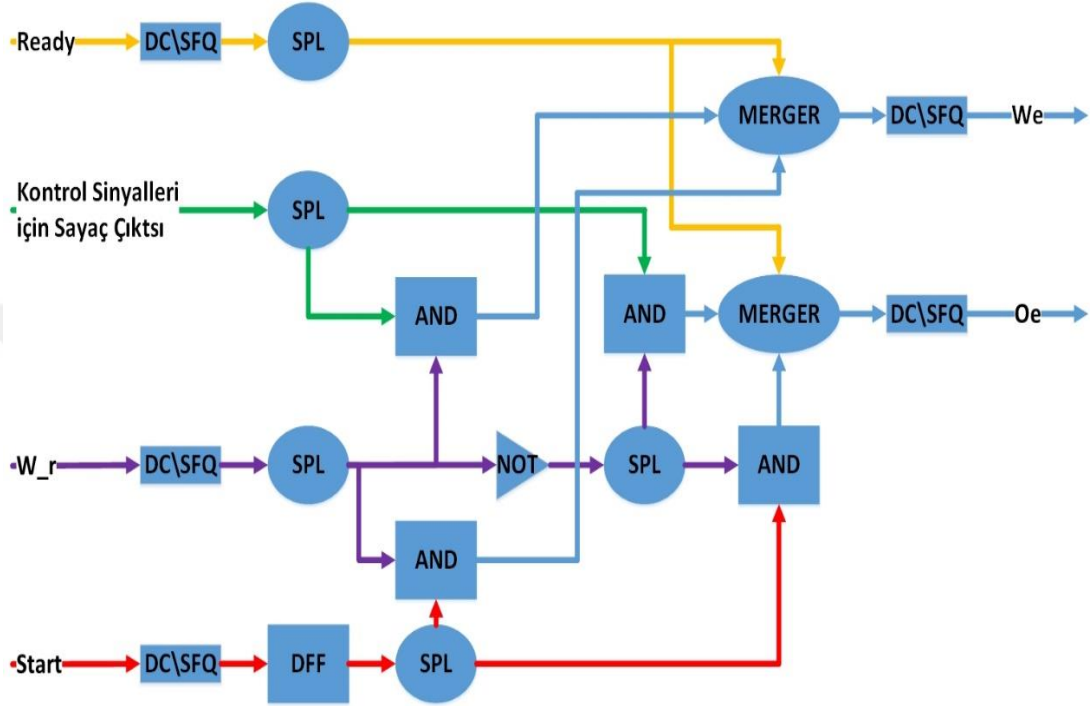 Ready
DC\SFQ
SPL
MERGER
DC\SFQ
We
Kontrol Sinyalleri
için Sayaç Çıktsı
SPL
AND
AND
MERGER
DC\SFQ
Oe
W_r
DC\SFQ
SPL
NOT
SPL
AND
AND
Start
DC\SFQ
DFF
SPL